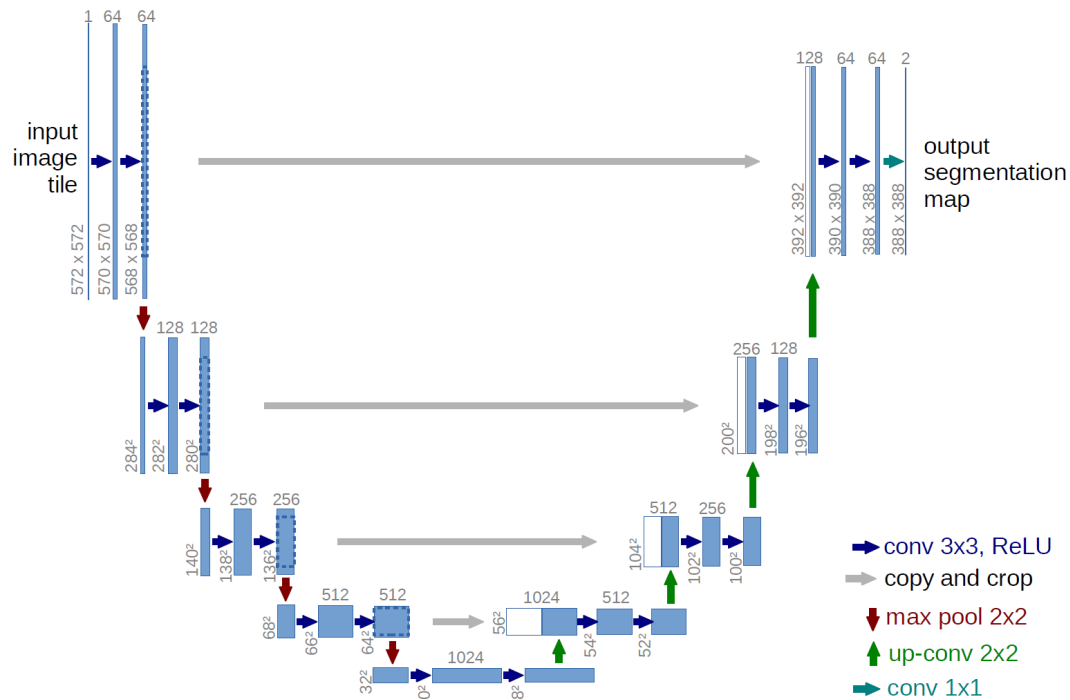 1 64 64
128
64 64 2
input
image
tile
output
segmentation
map
572 x 572
570 x 570
568 x 568
392 x 392
390 x 390
388 x 388
388 x 388
128 128
256 128
284²
282²
280²
200²
198²
196²
256 256
512 256
140²
138²
136²
104²
102²
100²
conv 3x3, ReLU
copy and crop
max pool 2x2
up-conv 2x2
conv 1x1
512 512
1024 512
68²
66²
64²
56²
54²
52²
1024
32²
0²
8²